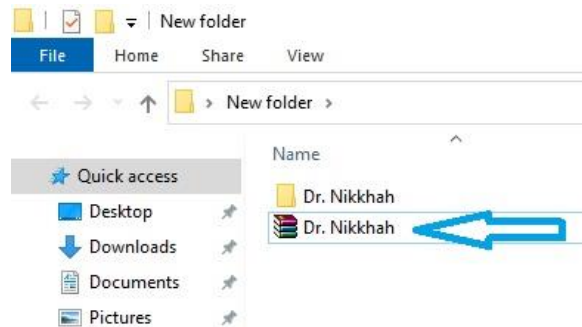 New folder
File Home Share View
New folder
Name
Quick access
Dr. Nikkhah
Desktop
Dr. Nikkhah
Downloads
Documents
Pictures